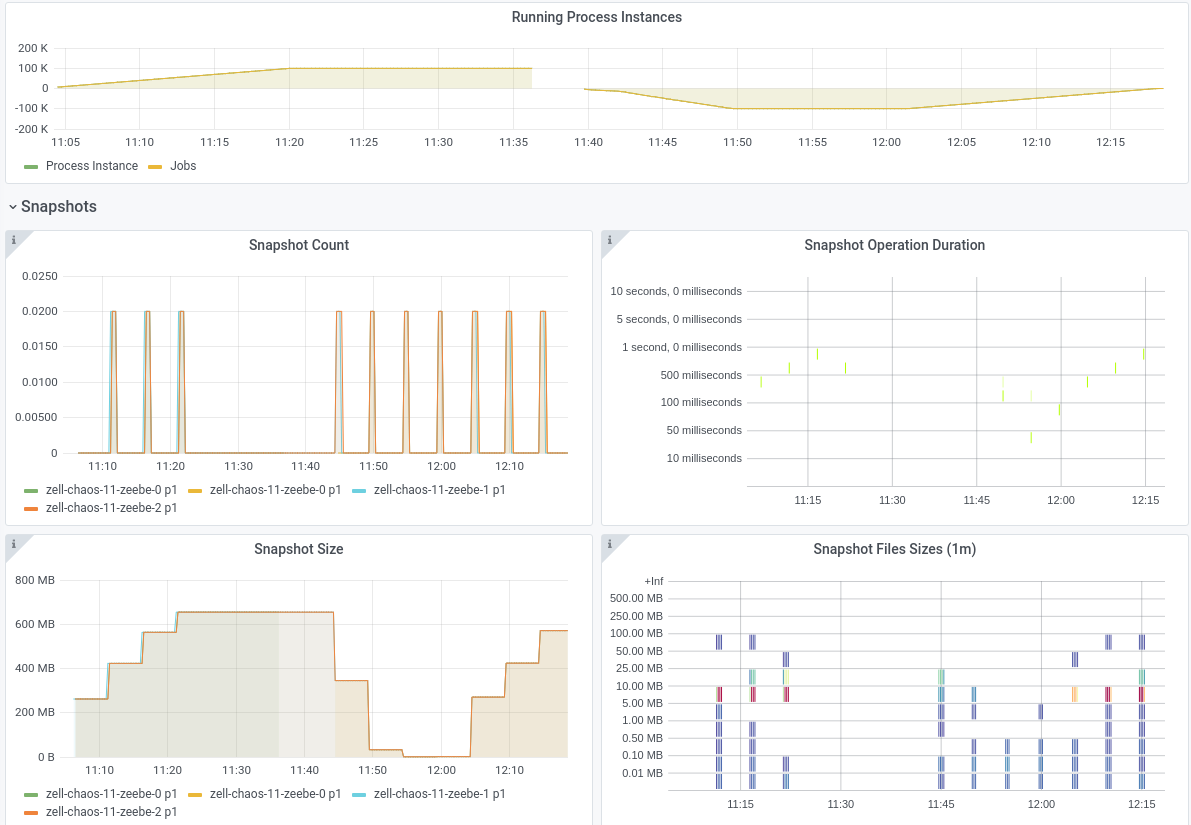 Running Process Instances
200 K
100 K
0
-100 K
-200 K
11:05 11:10 11:15 11:20 11:25 11:30 11:35 11:40 11:45 11:50 11:55 12:00 12:05 12:10 12:15
Process Instance Jobs
Snapshots
i
Snapshot Count
0.0250
0.0200
0.0150
0.0100
0.00500
0
11:10 11:20 11:30 11:40 11:50 12:00 12:10
zell-chaos-11-zeebe-0 p1 zell-chaos-11-zeebe-0 p1 zell-chaos-11-zeebe-1 p1
zell-chaos-11-zeebe-2 p1
i
Snapshot Operation Duration
10 seconds, 0 milliseconds
5 seconds, 0 milliseconds
1 second, 0 milliseconds
500 milliseconds
100 milliseconds
50 milliseconds
10 milliseconds
11:15 11:30 11:45 12:00 12:15
i
Snapshot Size
800 MB
600 MB
400 MB
200 MB
0 B
11:10 11:20 11:30 11:40 11:50 12:00 12:10
zell-chaos-11-zeebe-0 p1 zell-chaos-11-zeebe-0 p1 zell-chaos-11-zeebe-1 p1
zell-chaos-11-zeebe-2 p1
i
Snapshot Files Sizes (1m)
+Inf
500.00 MB
250.00 MB
100.00 MB
50.00 MB
25.00 MB
10.00 MB
5.00 MB
1.00 MB
0.50 MB
0.10 MB
0.01 MB
11:15 11:30 11:45 12:00 12:15